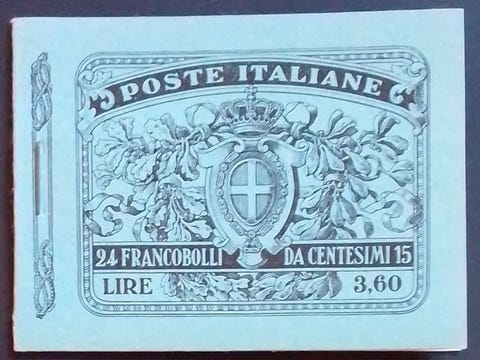 POSTE ITALIANE
24 FRANCOBOLLI DA CENTESIMI 15
LIRE 3,60